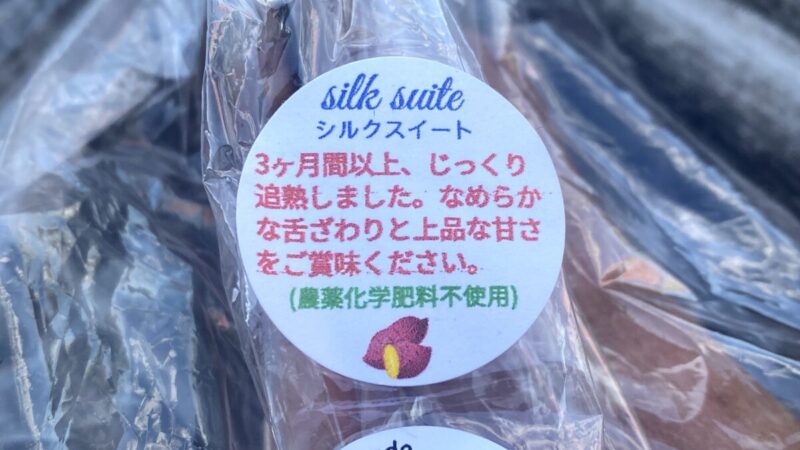 silk suite
シルクスイート
3ヶ月間以上、じっくり
追熟しました。なめらか
な舌ざわりと上品な甘さ
をご賞味ください。
(農薬化学肥料不使用)
de